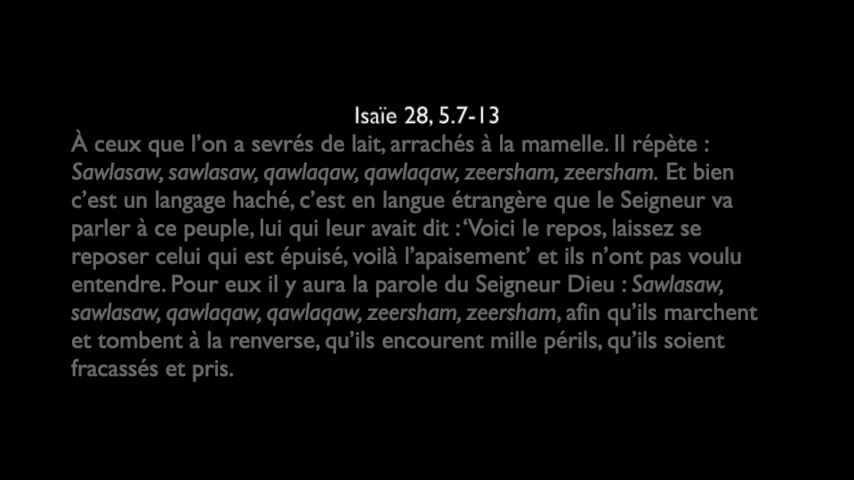 Isaïe 28, 5.7-13
À ceux que l’on a sevrés de lait, arrachés à la mamelle. Il répète :
Sawlasaw, sawlasaw, qawlaqaw, qawlaqaw, zeersham, zeersham. Et bien
c’est un langage haché, c’est en langue étrangère que le Seigneur va
parler à ce peuple, lui qui leur avait dit : ‘Voici le repos, laissez se
reposer celui qui est épuisé, voilà l’apaisement’ et ils n’ont pas voulu
entendre. Pour eux il y aura la parole du Seigneur Dieu : Sawlasaw,
sawlasaw, qawlaqaw, qawlaqaw, zeersham, zeersham, afin qu’ils marchent
et tombent à la renverse, qu’ils encourent mille périls, qu’ils soient
fracassés et pris.